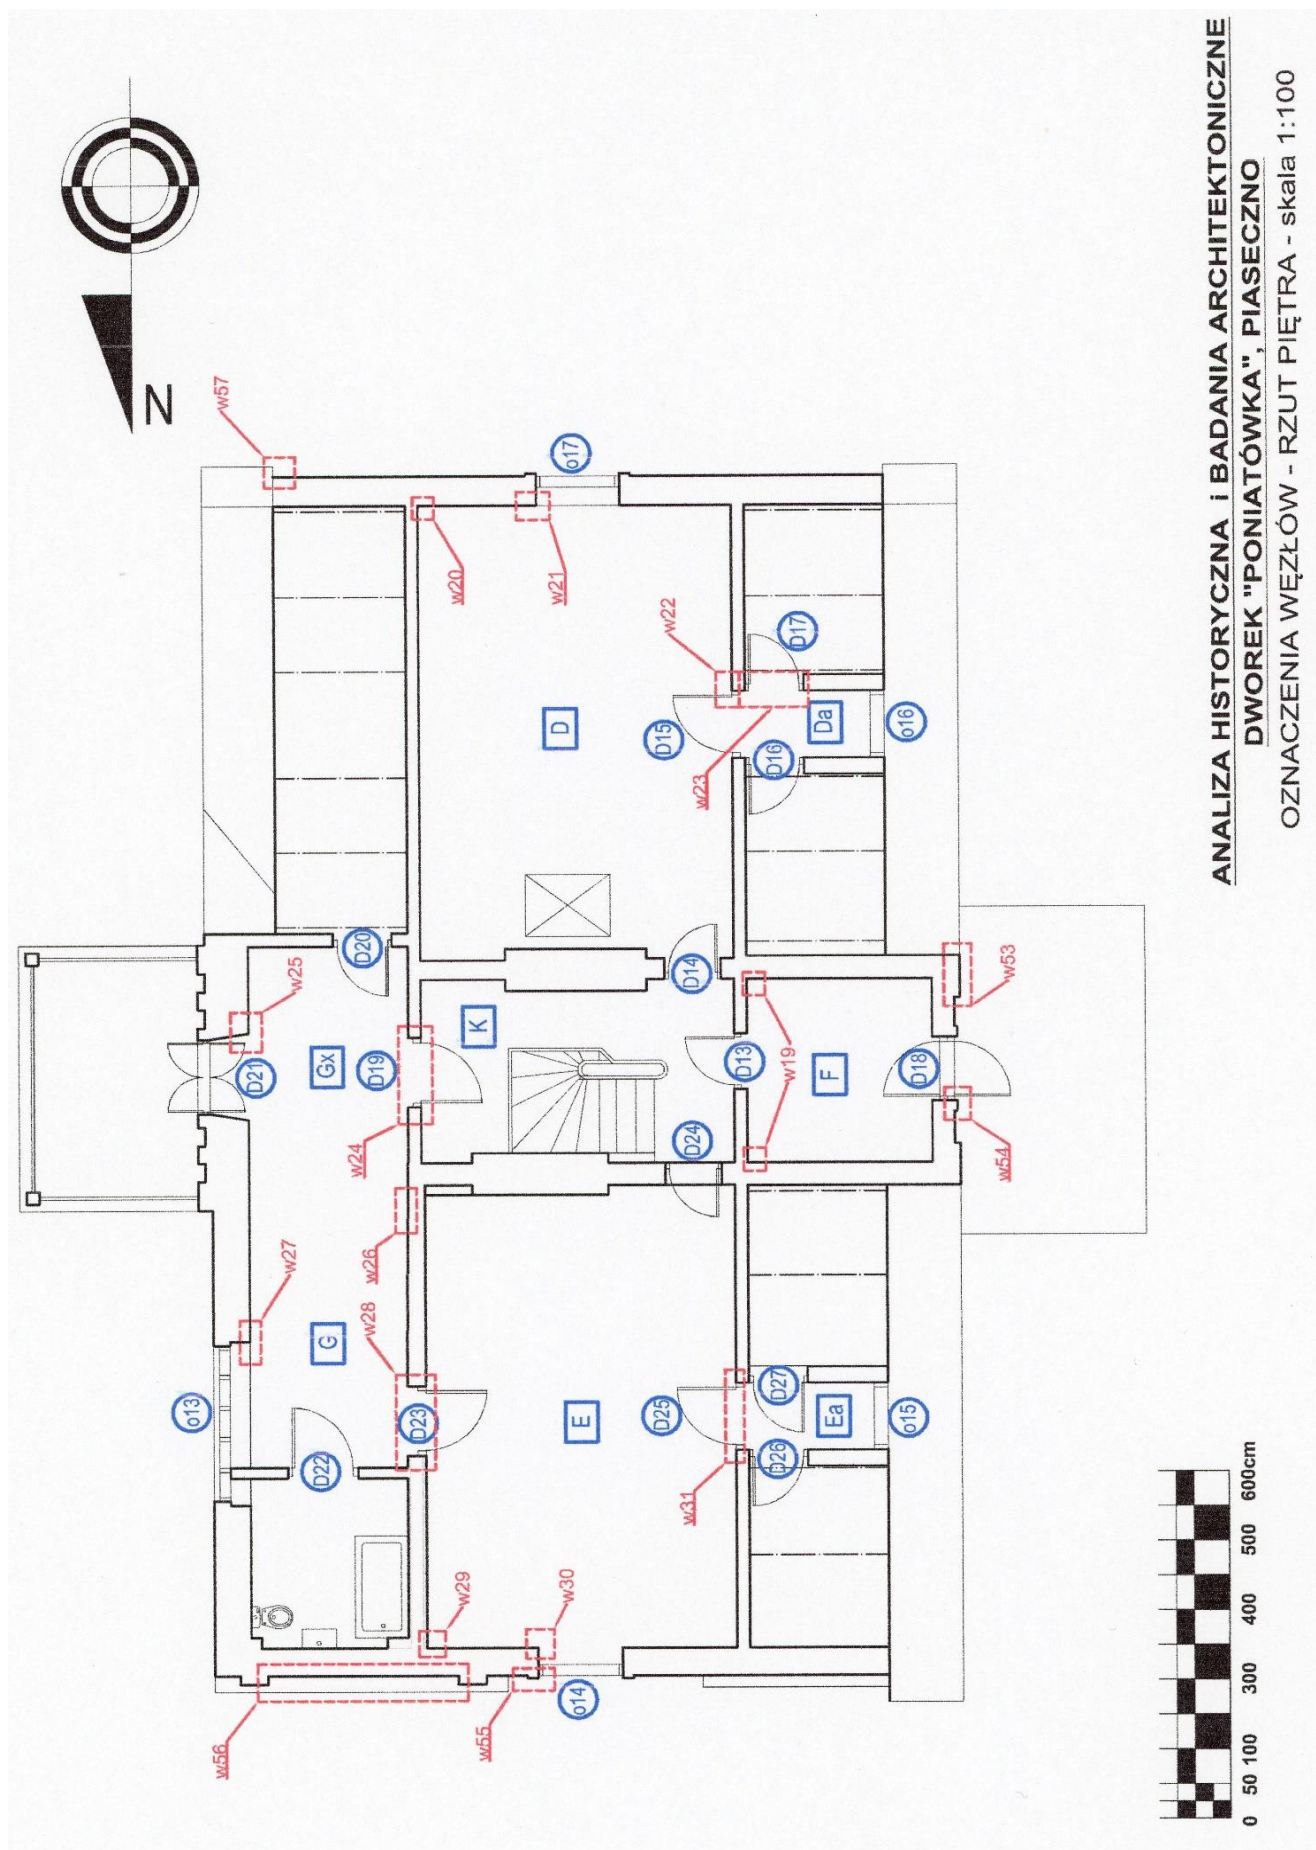 ANALIZA HISTORYCZNA i BADANIA ARCHITEKTONICZNE
DWOREK "PONIATÓWKA", PIASECZNO
OZNACZENIA WĘZŁÓW - RZUT PIĘTRA - skala 1:100
N
w57
w20
w21
w22
w23
w25
w24
w27
w26
w28
w19
w53
w54
w29
w30
w31
w55
w56
o17
D17
D
D15
Da
D16
o16
D20
D14
K
Gx
D21
D19
D13
F
D18
D24
G
o13
D23
D22
E
D25
D27
Ea
D26
o15
o14
0 50 100 300 400 500 600cm